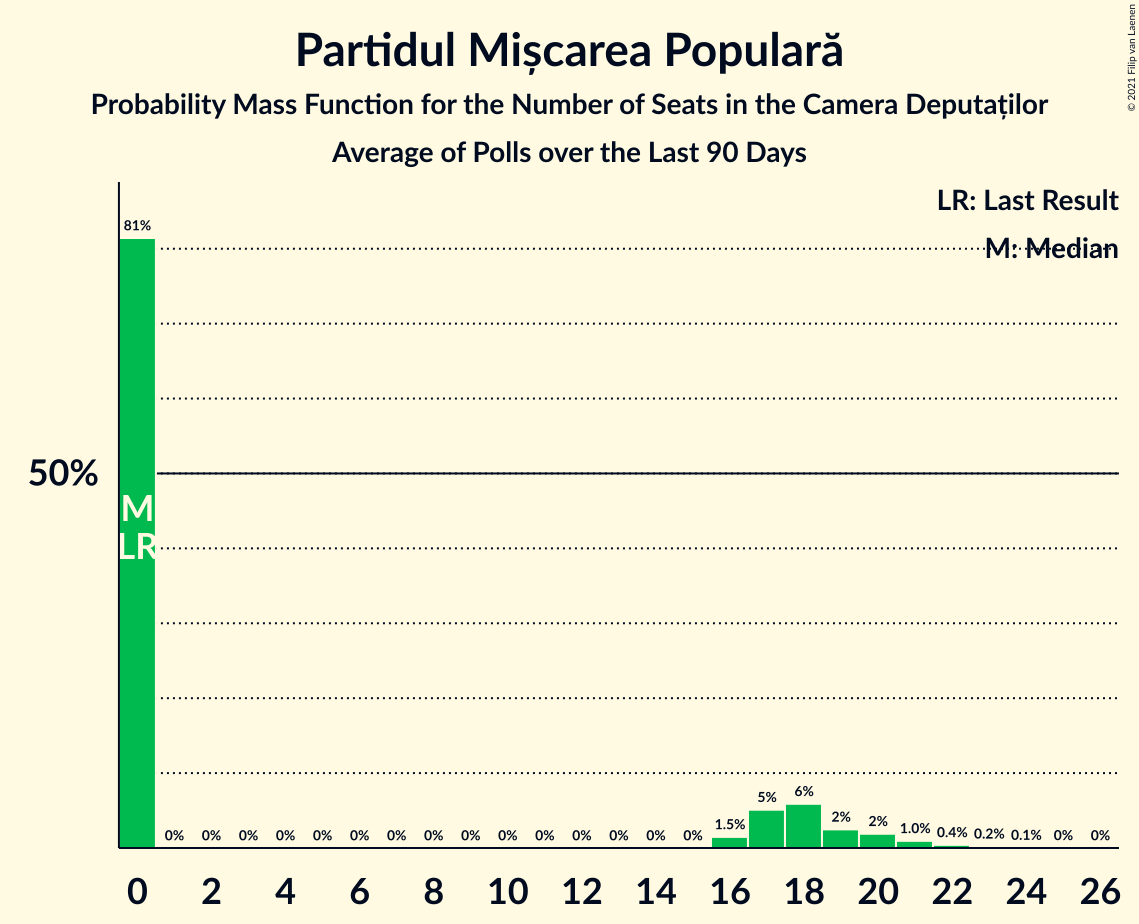 Partidul Mișcarea Populară
Probability Mass Function for the Number of Seats in the Camera Deputaților
Average of Polls over the Last 90 Days
© 2021 Filip van Laenen
LR: Last Result
M: Median
81%
50%
M
LR
0% 0% 0% 0% 0% 0% 0% 0% 0% 0% 0% 0% 0% 0% 0% 1.5% 5% 6% 2% 2% 1.0% 0.4% 0.2% 0.1% 0% 0%
0 2 4 6 8 10 12 14 16 18 20 22 24 26